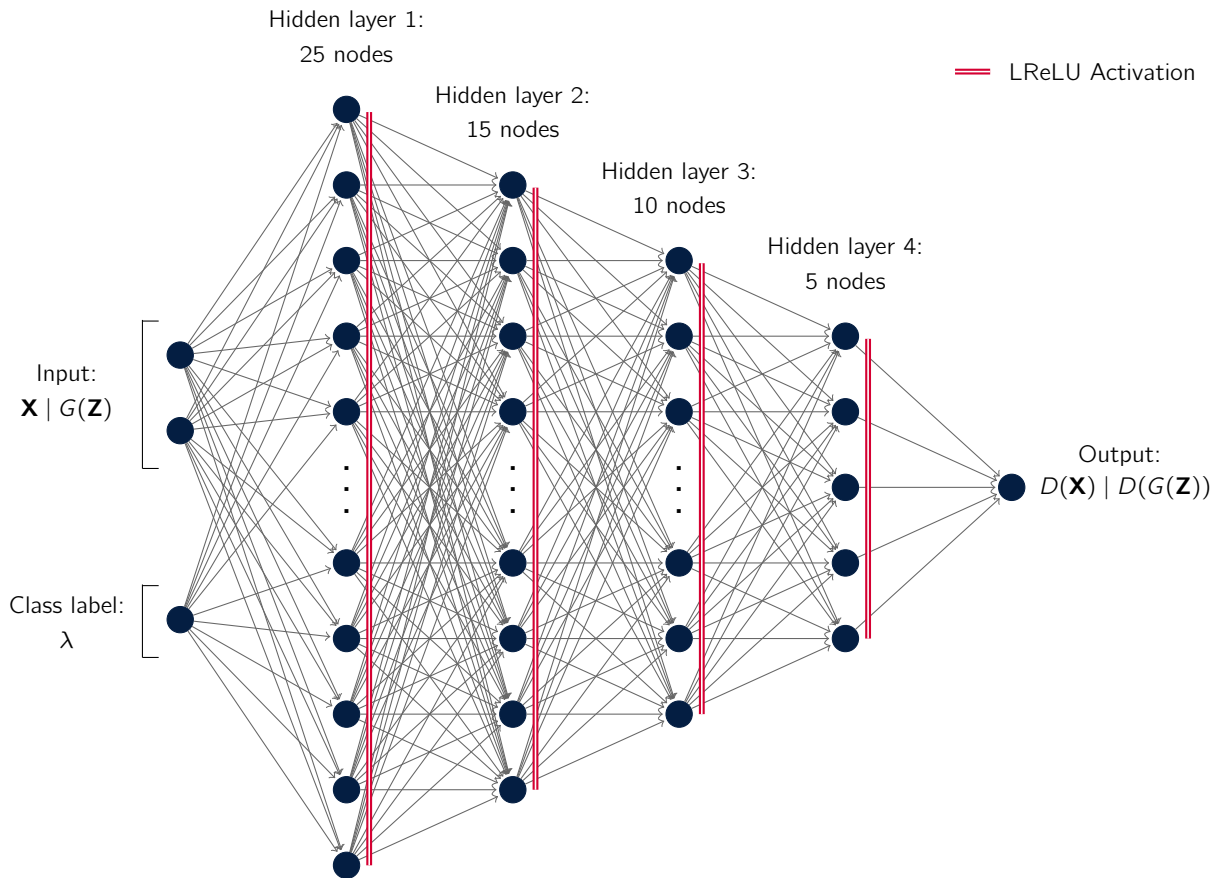 Hidden layer 1:
25 nodes
LReLU Activation
Hidden layer 2:
15 nodes
Hidden layer 3:
10 nodes
Hidden layer 4:
5 nodes
Input:
X | G(Z)
Output:
D(X) | D(G(Z))
Class label:
λ